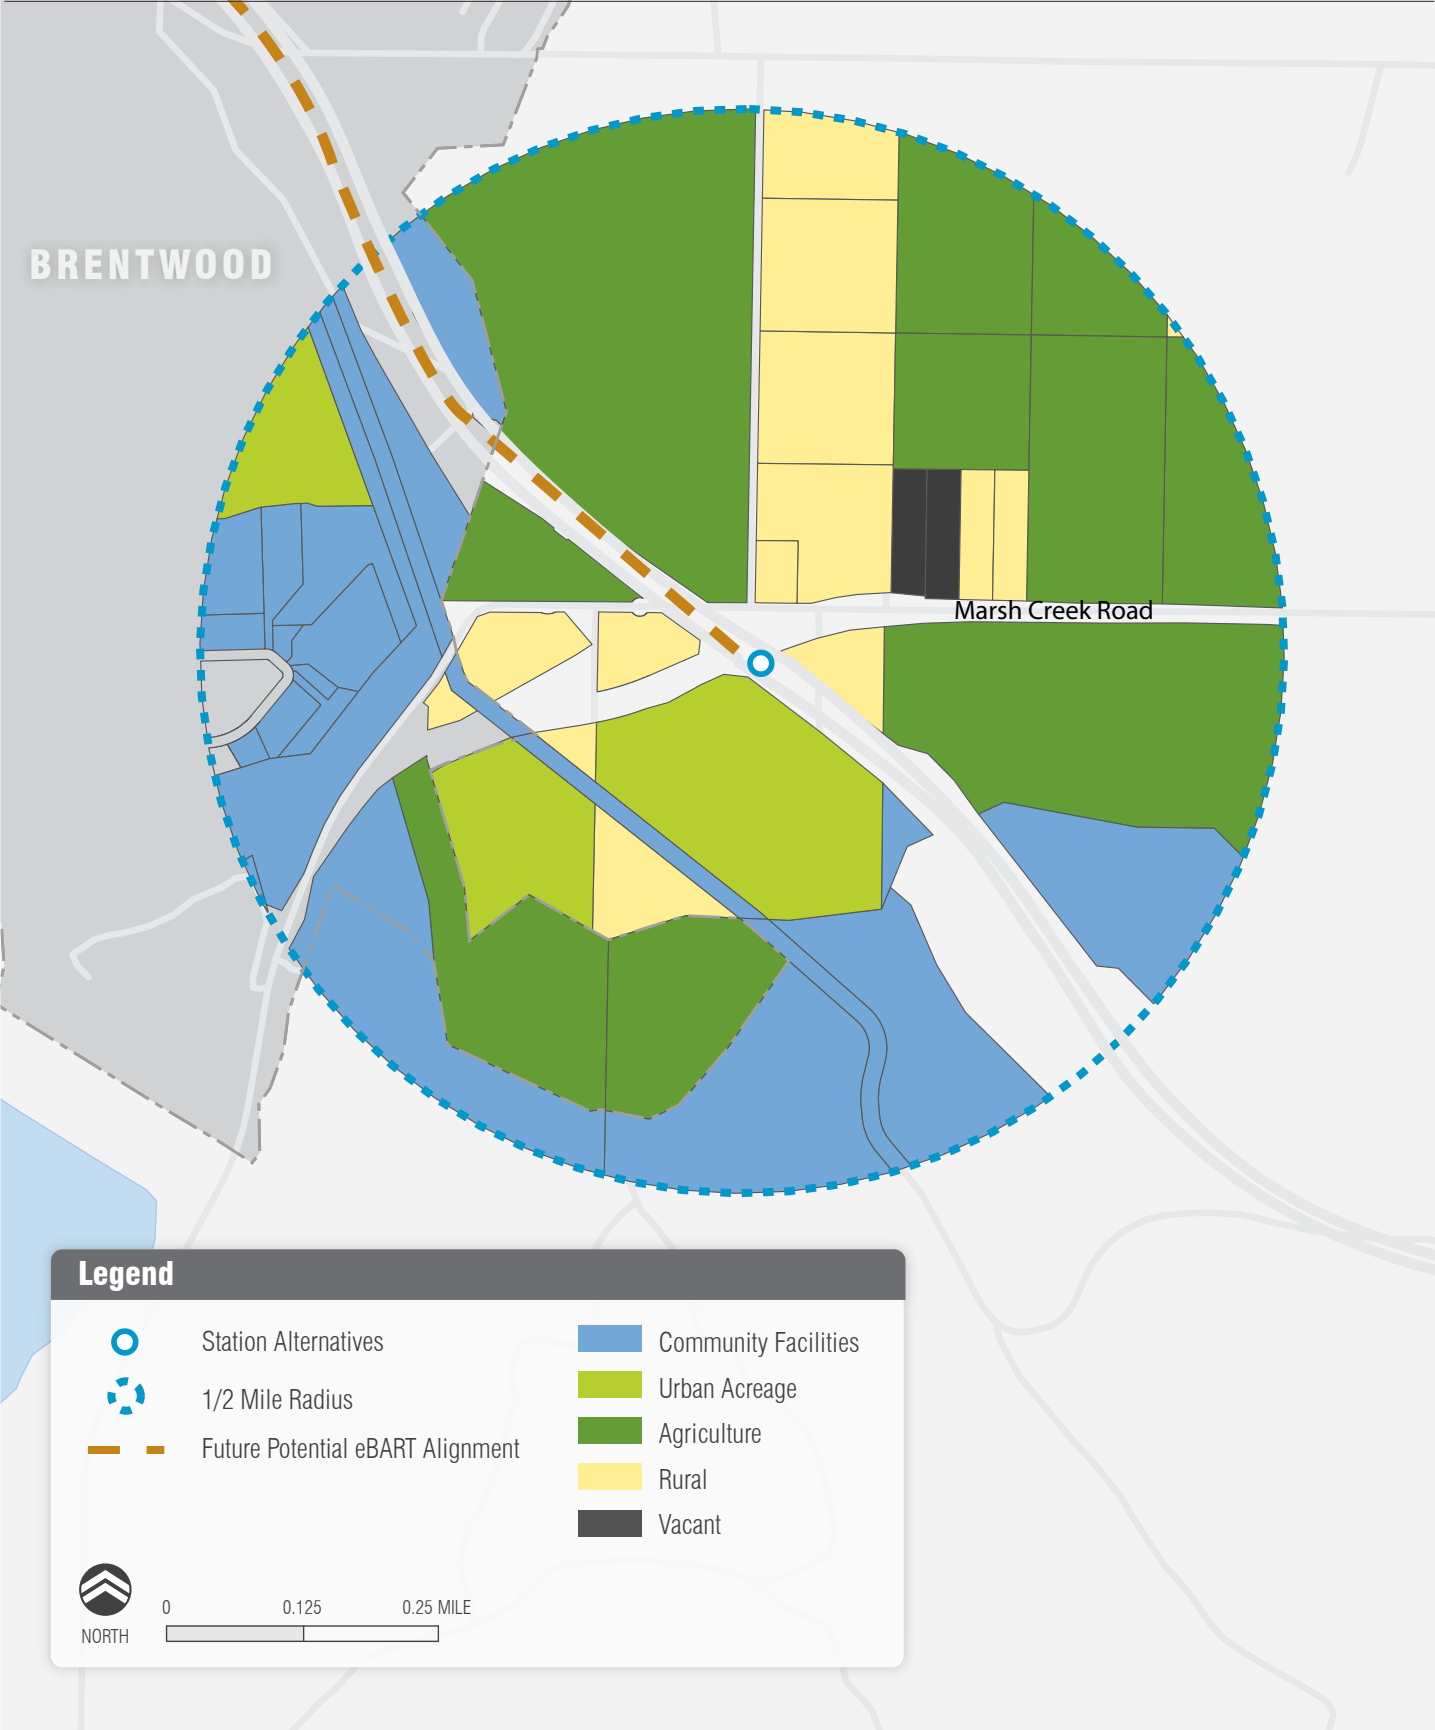 BRENTWOOD
Marsh Creek Road
Legend
Station Alternatives
1/2 Mile Radius
Future Potential eBART Alignment
Community Facilities
Urban Acreage
Agriculture
Rural
Vacant
NORTH
0 0.125 0.25 MILE